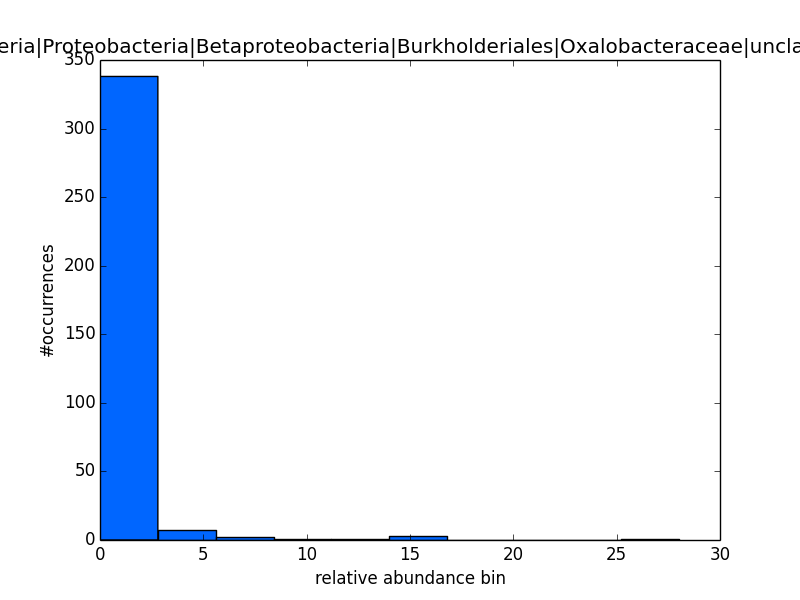 eria|Proteobacteria|Betaproteobacteria|Burkholderiales|Oxalobacteraceae|uncla
350
300
250
200
150
100
50
0
#occurrences
0 5 10 15 20 25 30
relative abundance bin